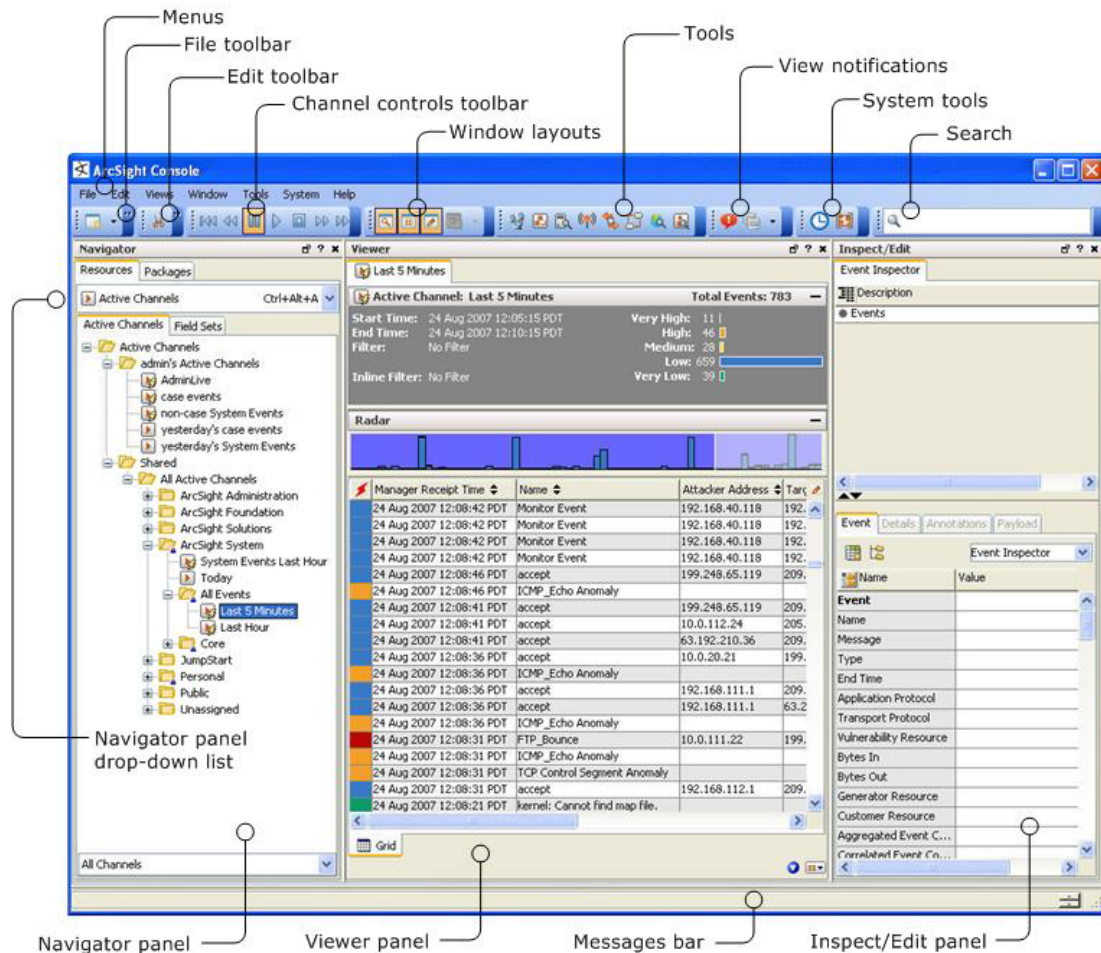 Menus
File toolbar
Edit toolbar
Channel controls toolbar
Window layouts
Tools
View notifications
System tools
Search
ArcSight Console
File Edit Views Window Tools System Help
Navigator
Resources Packages
Active Channels Ctrl+Alt+A
Active Channels Field Sets
Active Channels
admin's Active Channels
AdminLive
case events
non-case System Events
yesterday's case events
yesterday's System Events
Shared
All Active Channels
ArcSight Administration
ArcSight Foundation
ArcSight Solutions
ArcSight System
System Events Last Hour
Today
All Events
Last 5 Minutes
Last Hour
Core
JumpStart
Personal
Public
Unassigned
Navigator panel
drop-down list
All Channels
Viewer
Last 5 Minutes
Active Channel: Last 5 Minutes Total Events: 783
Start Time: 24 Aug 2007 12:05:15 PDT Very High: 11
End Time: 24 Aug 2007 12:10:15 PDT High: 46
Filter: No Filter Medium: 28
Low: 659
Inline Filter: No Filter Very Low: 39
Radar
Manager Receipt Time Name Attacker Address Targ
24 Aug 2007 12:08:42 PDT Monitor Event 192.168.40.118 192.
24 Aug 2007 12:08:42 PDT Monitor Event 192.168.40.118 192.
24 Aug 2007 12:08:42 PDT Monitor Event 192.168.40.118 192.
24 Aug 2007 12:08:42 PDT Monitor Event 192.168.40.118 192.
24 Aug 2007 12:08:46 PDT accept 199.248.65.119 209.
24 Aug 2007 12:08:46 PDT ICMP_Echo Anomaly
24 Aug 2007 12:08:41 PDT accept 199.248.65.119 209.
24 Aug 2007 12:08:41 PDT accept 10.0.112.24 205.
24 Aug 2007 12:08:41 PDT accept 63.192.210.36 209.
24 Aug 2007 12:08:36 PDT accept 10.0.20.21 199.
24 Aug 2007 12:08:36 PDT ICMP_Echo Anomaly
24 Aug 2007 12:08:36 PDT accept 192.168.111.1 209.
24 Aug 2007 12:08:36 PDT accept 192.168.111.1 63.2
24 Aug 2007 12:08:36 PDT ICMP_Echo Anomaly
24 Aug 2007 12:08:31 PDT FTP_Bounce 10.0.111.22 199.
24 Aug 2007 12:08:31 PDT ICMP_Echo Anomaly
24 Aug 2007 12:08:31 PDT TCP Control Segment Anomaly
24 Aug 2007 12:08:31 PDT accept 192.168.112.1 209.
24 Aug 2007 12:08:21 PDT kernel: Cannot find map file.
Grid
Inspect/Edit
Event Inspector
Description
Events
Event Details Annotations Payload
Event Inspector
Name Value
Event
Name
Message
Type
End Time
Application Protocol
Transport Protocol
Vulnerability Resource
Bytes In
Bytes Out
Generator Resource
Customer Resource
Aggregated Event C...
Correlated Event Co...
Navigator panel
Viewer panel
Messages bar
Inspect/Edit panel